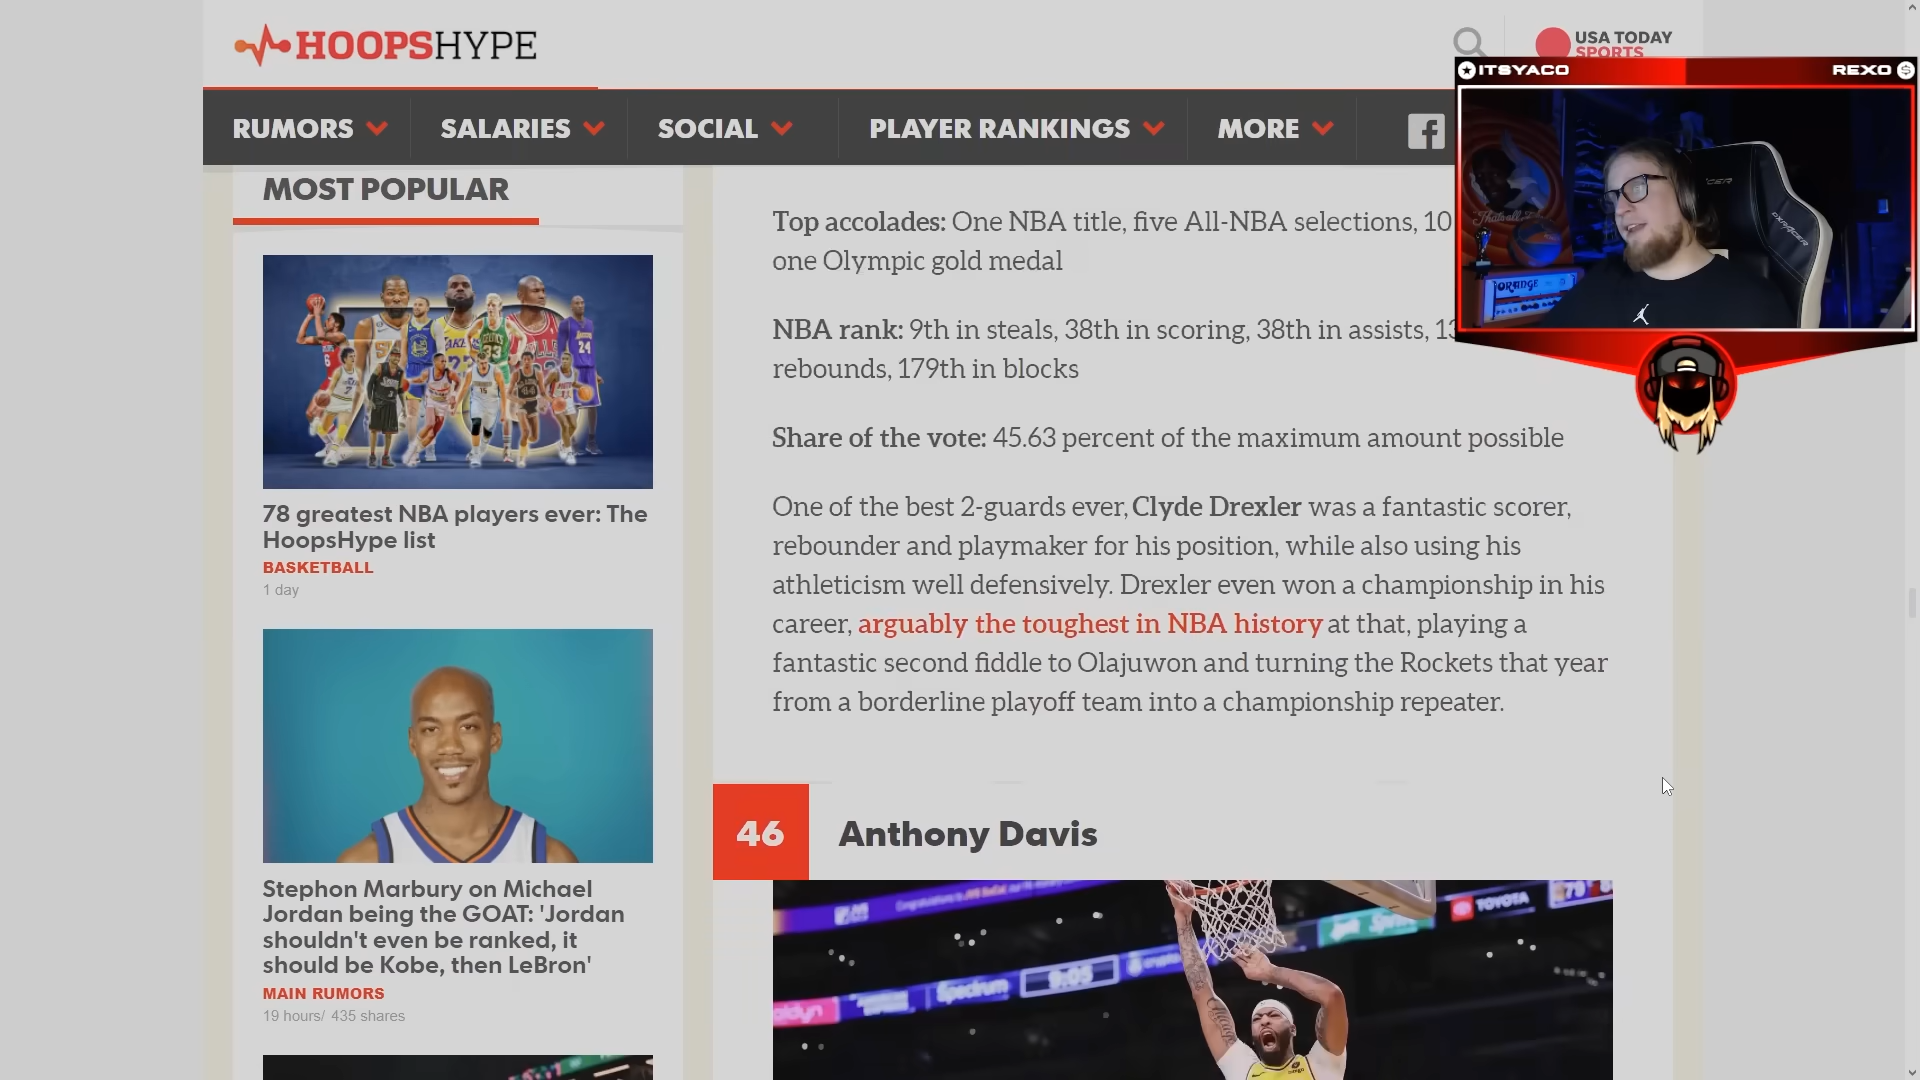 HOOPSHYPE
USA TODAY
SPORTS
ITSYACO
REXO
RUMORS
SALARIES
SOCIAL
PLAYER RANKINGS
MORE
MOST POPULAR
78 greatest NBA players ever: The
HoopsHype list
BASKETBALL
1 day
Stephon Marbury on Michael
Jordan being the GOAT: 'Jordan
shouldn't even be ranked, it
should be Kobe, then LeBron'
MAIN RUMORS
19 hours/ 435 shares
Top accolades: One NBA title, five All-NBA selections, 10
one Olympic gold medal
NBA rank: 9th in steals, 38th in scoring, 38th in assists,
rebounds, 179th in blocks
Share of the vote: 45.63 percent of the maximum amount possible
One of the best 2-guards ever, Clyde Drexler was a fantastic scorer,
rebounder and playmaker for his position, while also using his
athleticism well defensively. Drexler even won a championship in his
career, arguably the toughest in NBA history at that, playing a
fantastic second fiddle to Olajuwon and turning the Rockets that year
from a borderline playoff team into a championship repeater.
46
Anthony Davis
TOYOTA
Spectrum
9:05
ORANGE